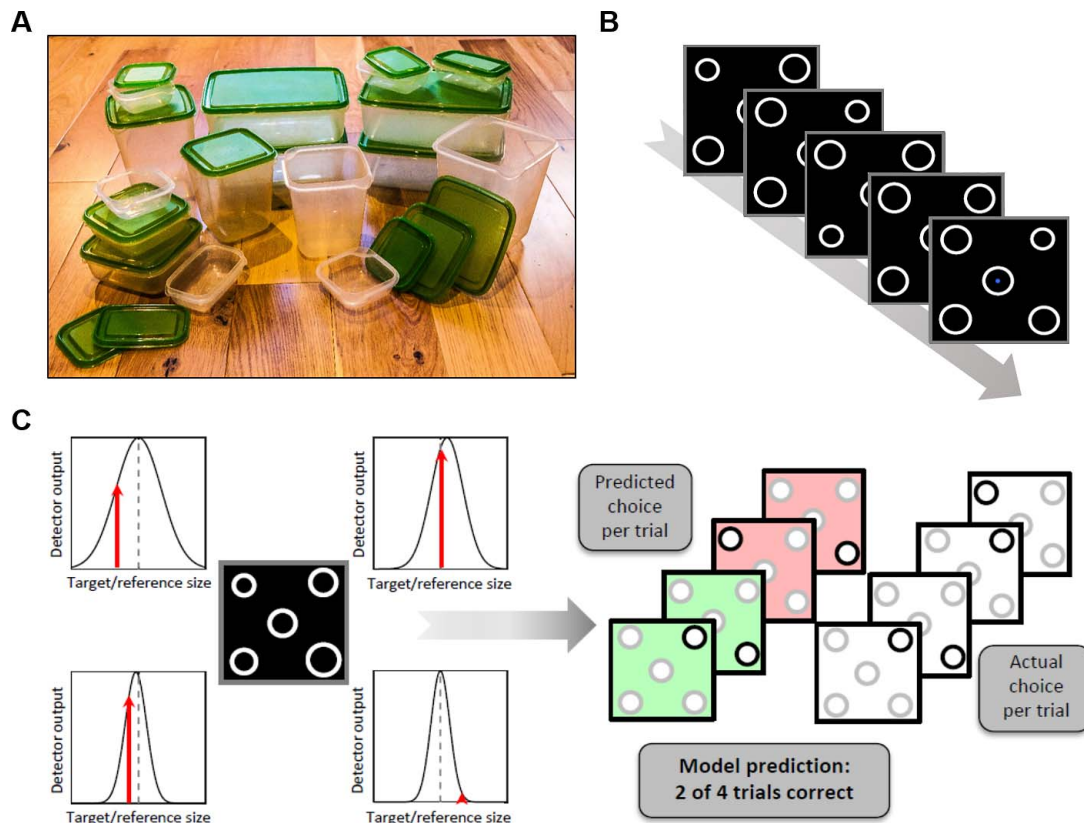 A
B
C
Detector output
Target/reference size
Detector output
Target/reference size
Detector output
Target/reference size
Detector output
Target/reference size
Predicted
choice
per trial
Actual
choice
per trial
Model prediction:
2 of 4 trials correct